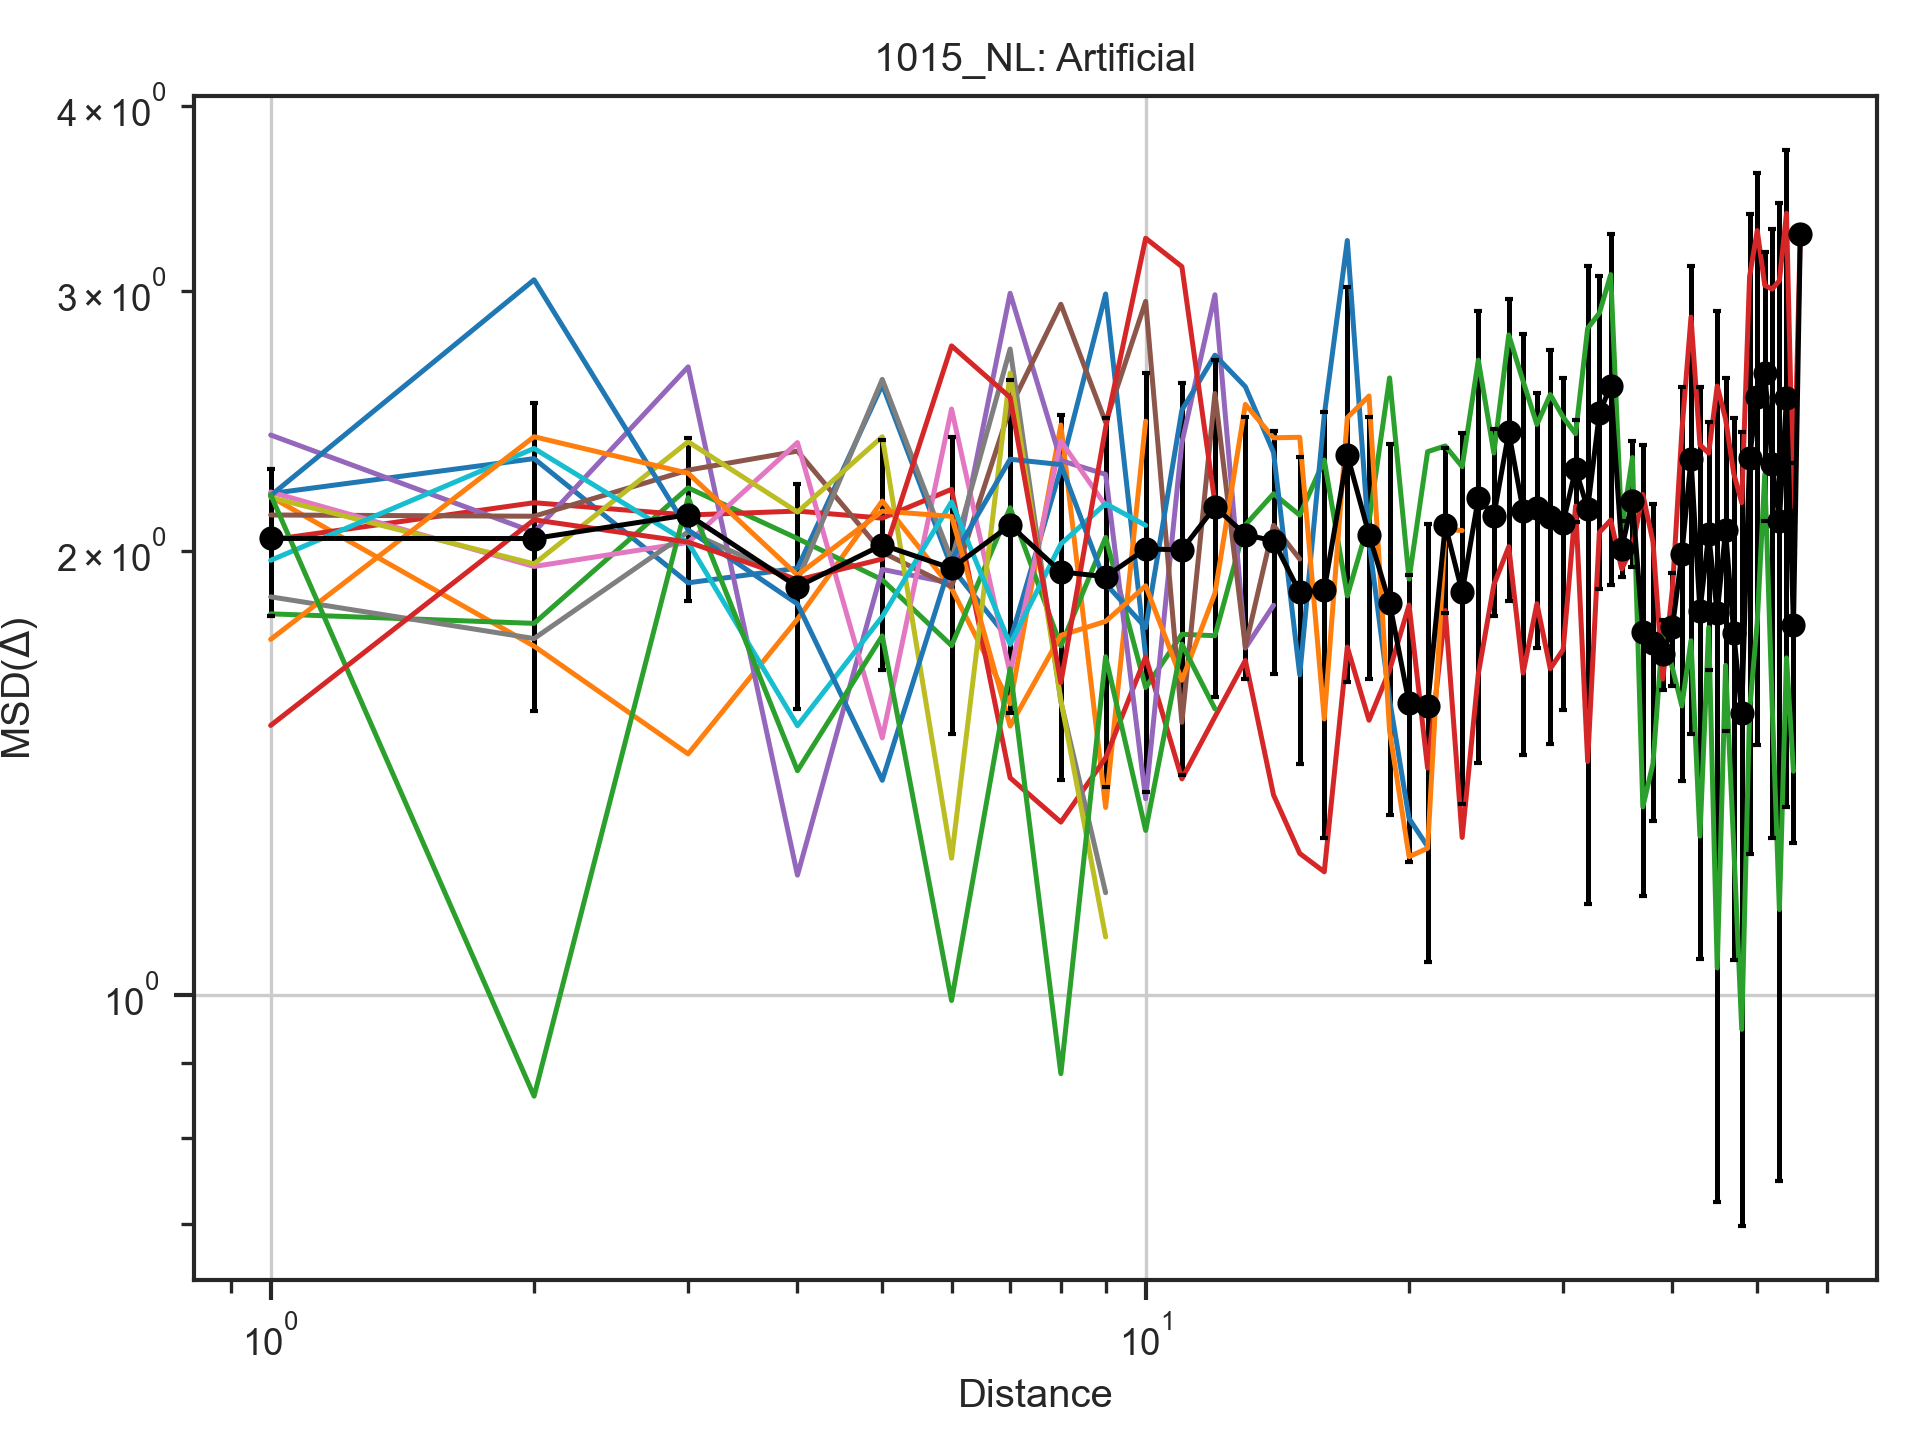 1015_NL: Artificial
4 × 10⁰
3 × 10⁰
2 × 10⁰
10⁰
MSD(Δ)
10⁰
10¹
Distance